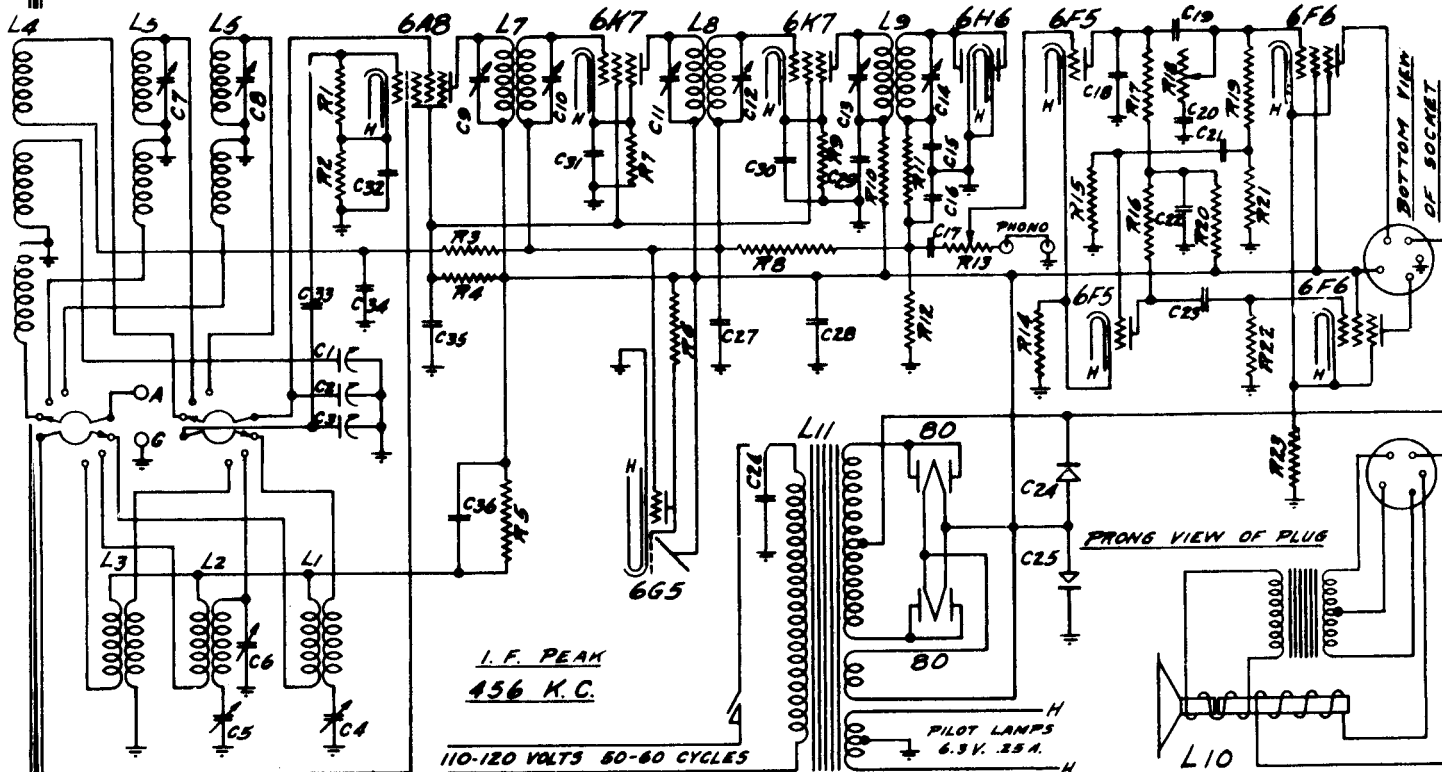 L4
L5
L5
6A8
L7
6K7
L8
6K7
L9
6H6
6F5
C19
6F6
C7
C8
R1
H
C9
C10
H
C11
C12
H
C13
C14
H
H
C18
R17
R18
R19
H
BOTTOM VIEW
OF SOCKET
R2
C32
C31
R7
C30
R9
C29
R10
R11
C15
C16
C20
C21
R15
R16
C22
R20
R21
R3
R8
C17
R13
PHONO
R4
C33
C34
C35
R6
C27
C28
R12
R14
6F5
C23
6F6
R22
H
H
C1
C2
C3
A
G
L11
80
R23
C36
R5
H
C26
C24
C25
PRONG VIEW OF PLUG
L3
L2
L1
6G5
C6
C5
C4
80
I. F. PEAK
456 K.C.
PILOT LAMPS
6.3 V. .25 A.
H
H
L10
110-120 VOLTS 50-60 CYCLES